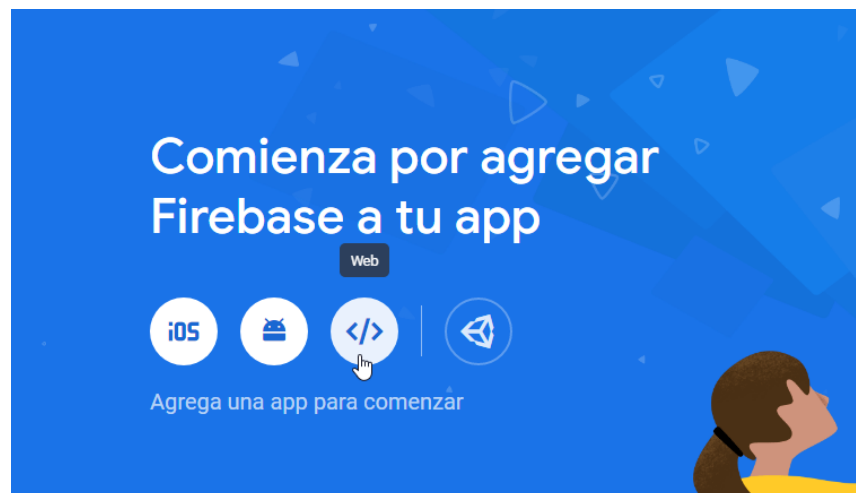 Comienza por agregar
Firebase a tu app
Web
iOS
</>
Agrega una app para comenzar